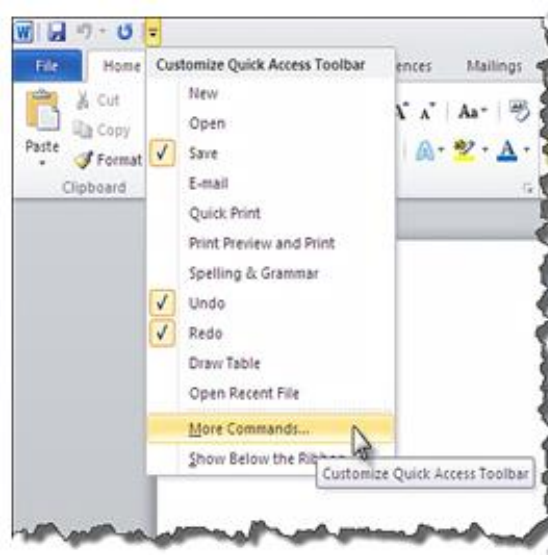 W
File Home Customize Quick Access Toolbar ences Mailings
New
Open
Save
E-mail
Quick Print
Print Preview and Print
Spelling & Grammar
Undo
Redo
Draw Table
Open Recent File
More Commands...
Show Below the Ribbon
Customize Quick Access Toolbar
Cut
Copy
Paste
Format
Clipboard
A A Aa
A A